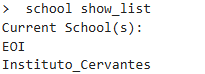 >  school show_list
Current School(s):
EOI
Instituto_Cervantes